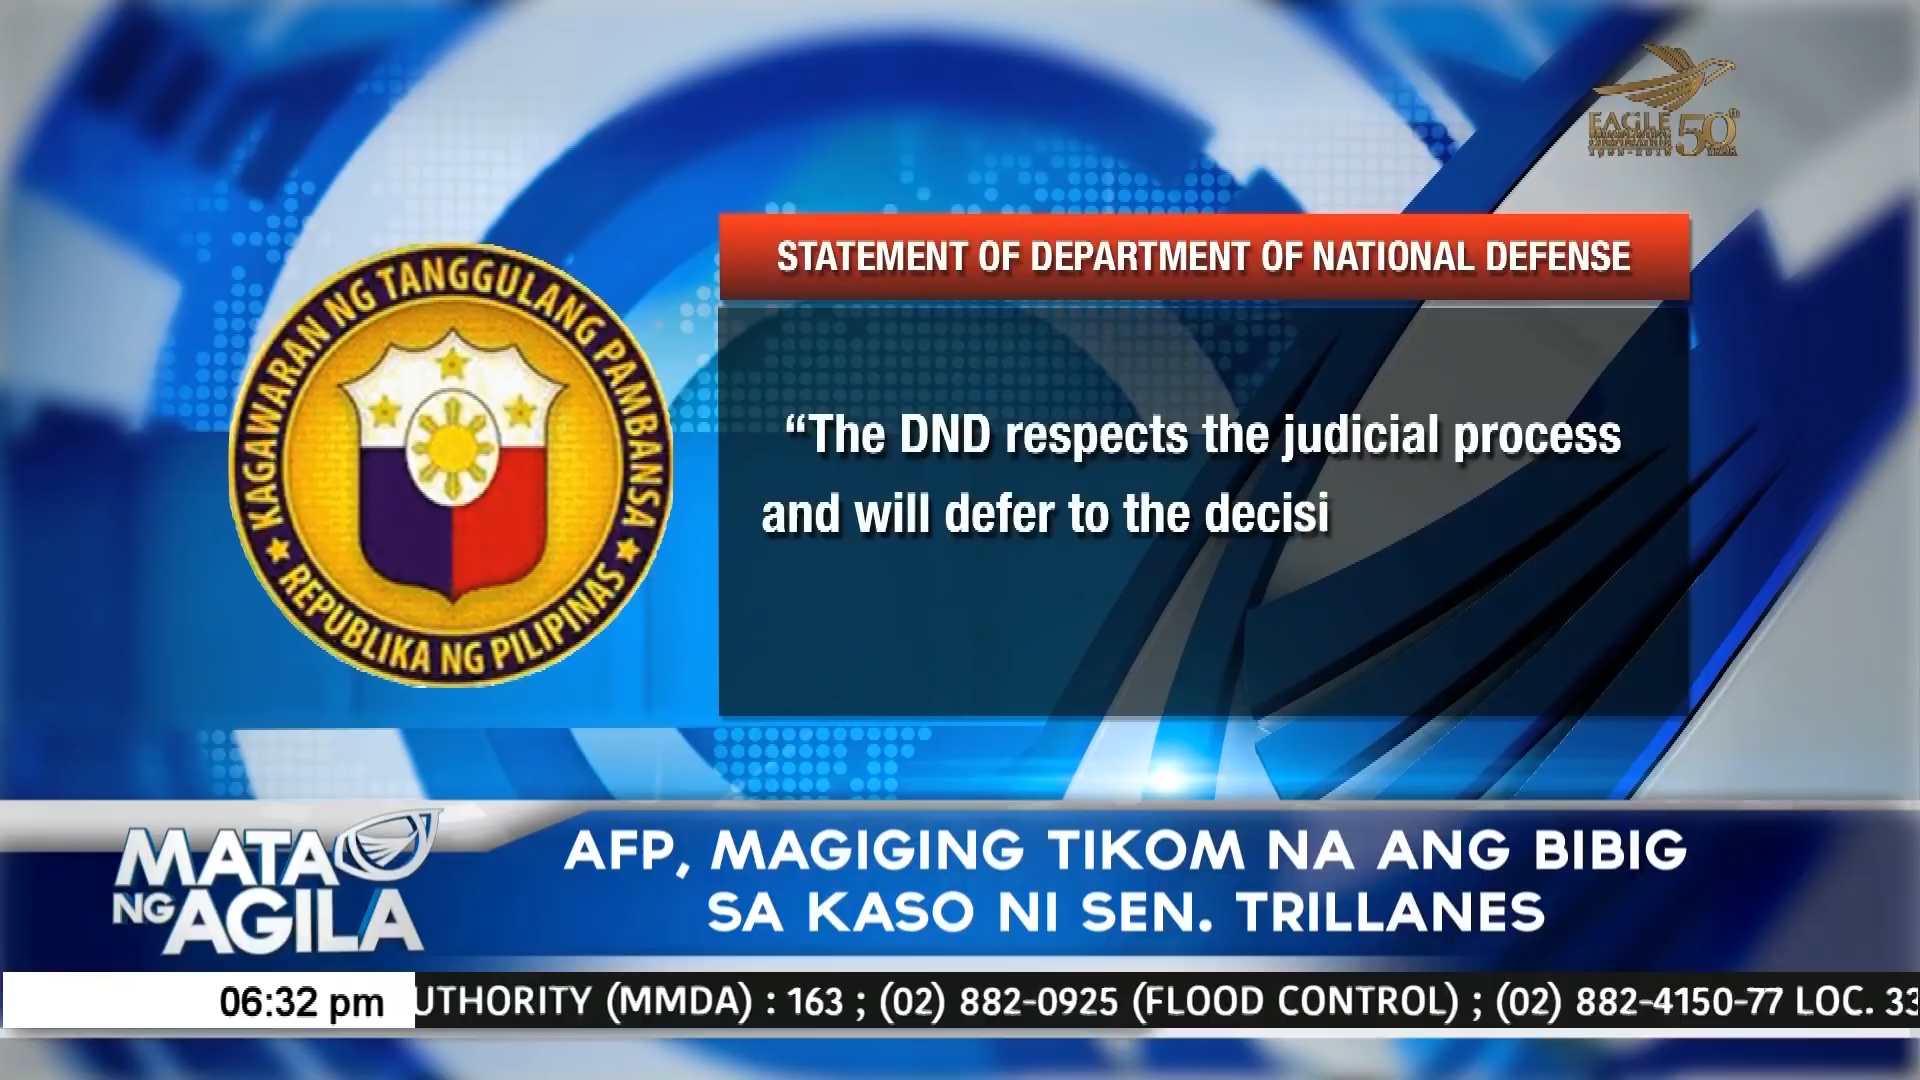 EAGLE
50
STATEMENT OF DEPARTMENT OF NATIONAL DEFENSE
KAGAWARAN NG TANGGULANG PAMBANSA
REPUBLIKA NG PILIPINAS
“The DND respects the judicial process
and will defer to the decisi
MATA
NG AGILA
AFP, MAGIGING TIKOM NA ANG BIBIG
SA KASO NI SEN. TRILLANES
06:32 pm
UTHORITY (MMDA) : 163 ; (02) 882-0925 (FLOOD CONTROL) ; (02) 882-4150-77 LOC. 33